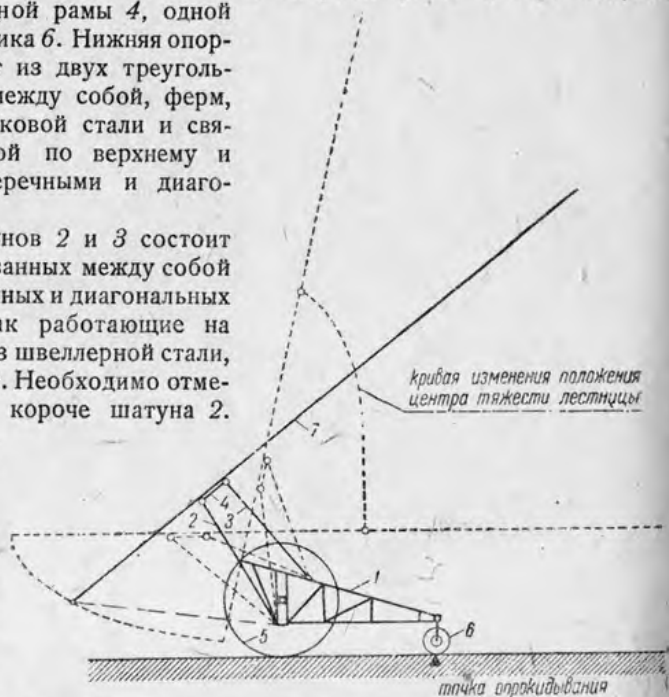 ной рамы 4, одной
ика 6. Нижняя опор-
т из двух треуголь-
между собой, ферм,
ковой стали и свя-
ой по верхнему и
еречными и диаго-
нов 2 и 3 состоит
занных между собой
ных и диагональных
ак работающие на
из швеллерной стали,
. Необходимо отме-
короче шатуна 2.
кривая изменения положения
центра тяжести лестницы
7
4
2
3
1
5
6
точка опрокидывания